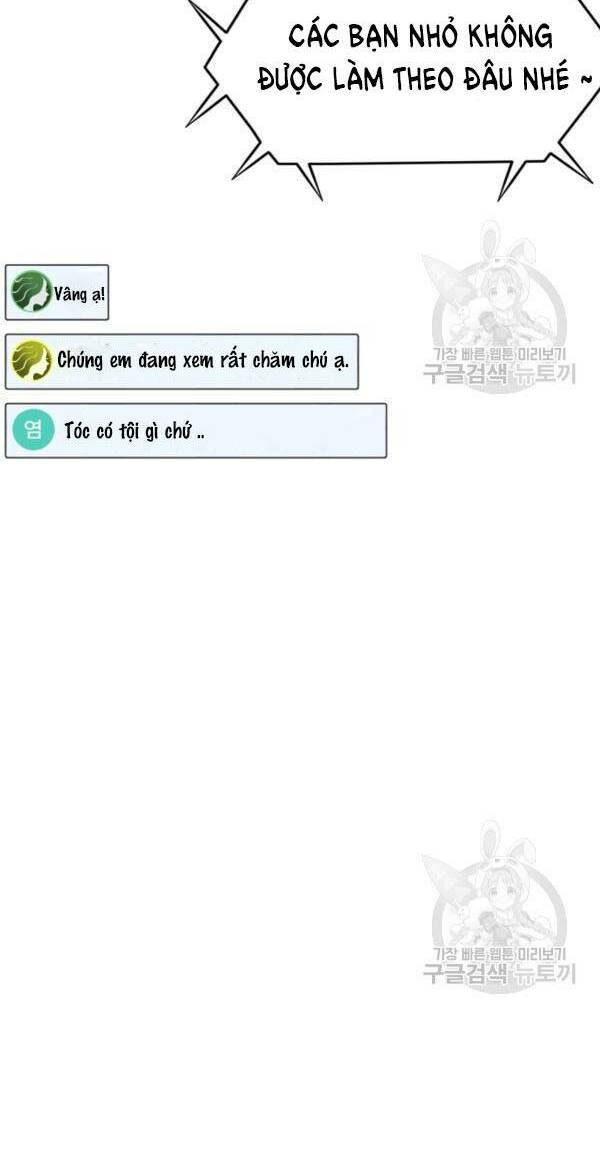 CÁC BẠN NHỎ KHÔNG
ĐƯỢC LÀM THEO ĐÂU NHÉ ~
Vâng ạ!
Chúng em đang xem rất chăm chú ạ.
염
Tóc có tội gì chứ ..
가장 빠른 웹툰 미리보기
구글검색 뉴토끼
가장 빠른 웹툰 미리보기
구글검색 뉴토끼